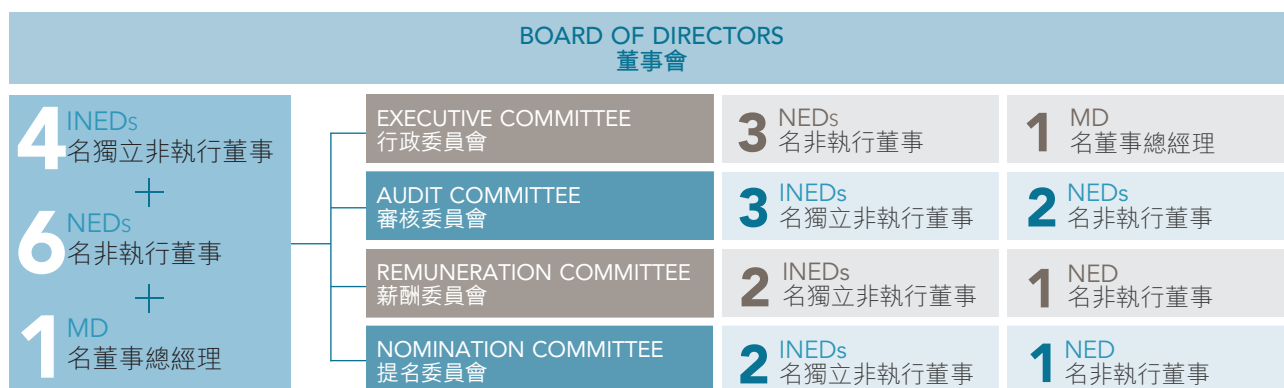 BOARD OF DIRECTORS
董事會
4 INEDs
名獨立非執行董事
+
6 NEDs
名非執行董事
+
1 MD
名董事總經理
EXECUTIVE COMMITTEE
行政委員會
3 NEDs
名非執行董事
1 MD
名董事總經理
AUDIT COMMITTEE
審核委員會
3 INEDs
名獨立非執行董事
2 NEDs
名非執行董事
REMUNERATION COMMITTEE
薪酬委員會
2 INEDs
名獨立非執行董事
1 NED
名非執行董事
NOMINATION COMMITTEE
提名委員會
2 INEDs
名獨立非執行董事
1 NED
名非執行董事